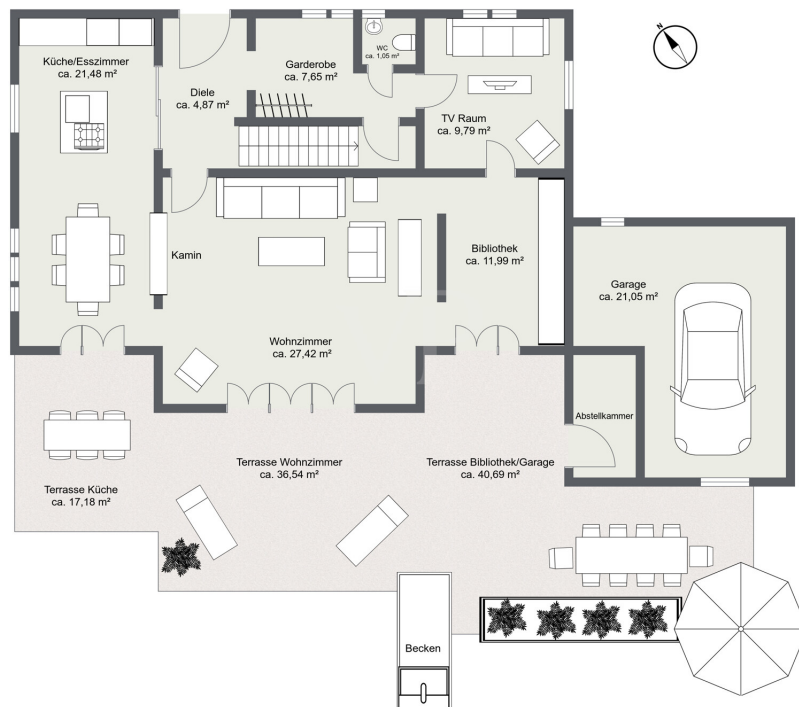 N
Küche/Esszimmer
ca. 21,48 m²
Diele
ca. 4,87 m²
Garderobe
ca. 7,65 m²
WC
ca. 1,05 m²
TV Raum
ca. 9,79 m²
Kamin
Bibliothek
ca. 11,99 m²
Wohnzimmer
ca. 27,42 m²
Garage
ca. 21,05 m²
Abstellkammer
Terrasse Küche
ca. 17,18 m²
Terrasse Wohnzimmer
ca. 36,54 m²
Terrasse Bibliothek/Garage
ca. 40,69 m²
Becken